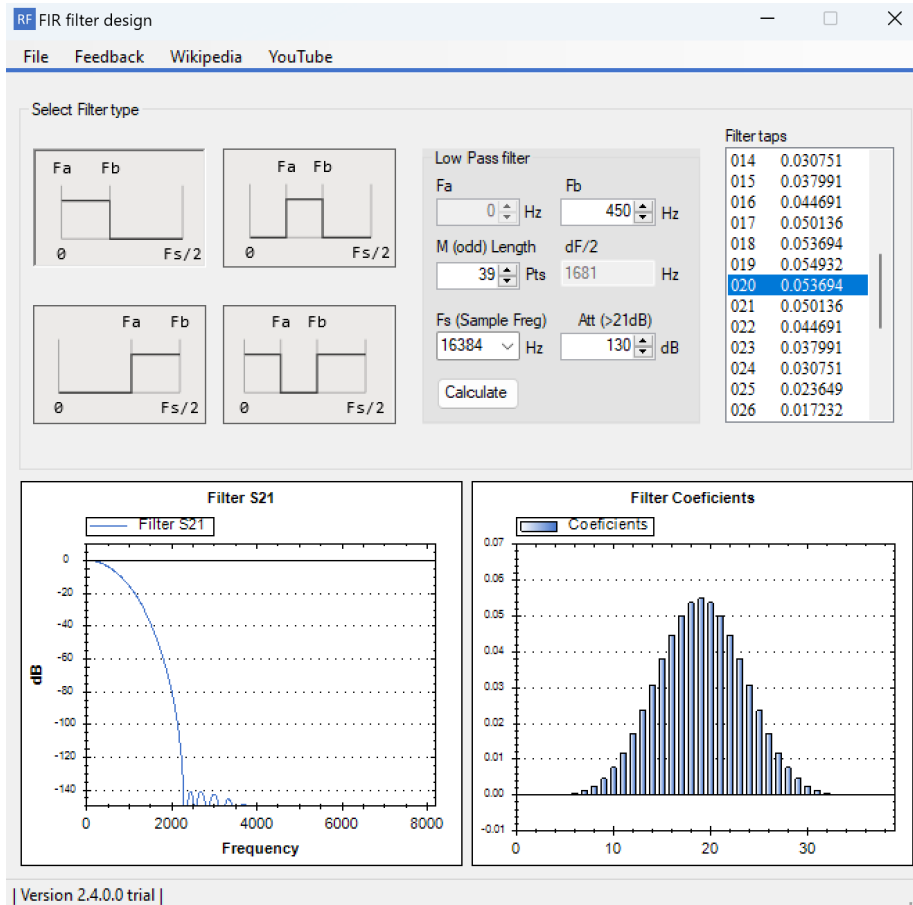 RF FIR filter design
File Feedback Wikipedia YouTube
Select Filter type
Fa Fb
0 Fs/2
Fa Fb
0 Fs/2
Fa Fb
0 Fs/2
Fa Fb
0 Fs/2
Low Pass filter
Fa Fb
0 Hz 450 Hz
M (odd) Length dF/2
39 Pts 1681 Hz
Fs (Sample Freq) Att (>21dB)
16384 Hz 130 dB
Calculate
Filter taps
014 0.030751
015 0.037991
016 0.044691
017 0.050136
018 0.053694
019 0.054932
020 0.053694
021 0.050136
022 0.044691
023 0.037991
024 0.030751
025 0.023649
026 0.017232
Filter S21
Filter S21
0
-20
-40
-60
-80
-100
-120
-140
dB
0 2000 4000 6000 8000
Frequency
Filter Coeficients
Coeficients
0.07
0.06
0.05
0.04
0.03
0.02
0.01
0.00
-0.01
0 10 20 30
| Version 2.4.0.0 trial |